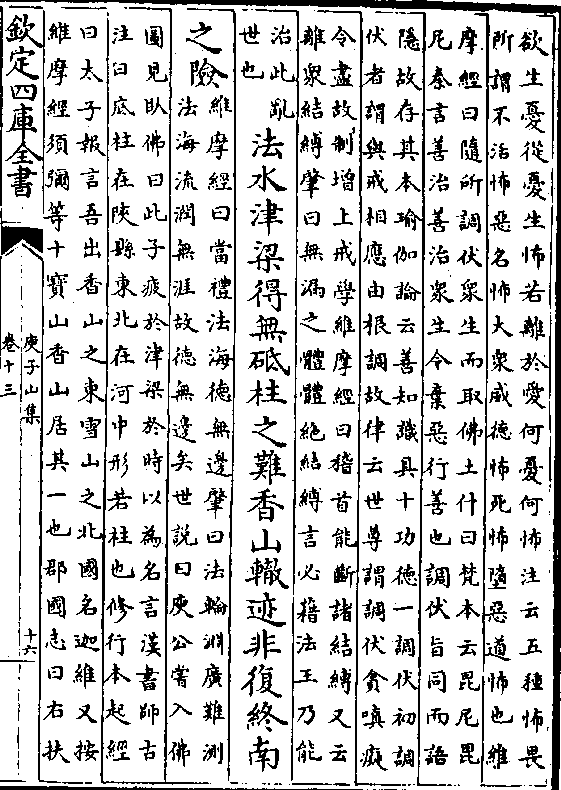 欲生憂從憂生怖若離於愛何憂何怖注云五種怖畏
所謂不活怖惡名怖大衆威德怖死怖墮惡道怖也維
摩經曰隨所調伏衆生而取佛土什曰梵本云毘尼毘
尼秦言善治善治衆生令棄惡行善也調伏旨同而語
隱故存其本瑜伽論云善知識具十功德一調伏初調
伏者謂與戒相應由根調故律云世尊謂調伏貪嗔癡
令盡故制增上戒學維摩經曰稽首能斷諸結縛又云
離衆結縛肇曰無漏之體體絶結縛言必藉法王乃能
治此亂
世也
法水津梁得無砥柱之難香山轍迹非復終南
之險
維摩經曰當禮法海德無邊肇曰法輪淵廣難測
法海流潤無涯故德無邊矣世說曰庾公嘗入佛
圖見臥佛曰此子疲於津梁於時以為名言漢書師古
注曰底柱在陜縣東北在河中形若柱也修行本起經
曰太子報言吾出香山之東雪山之北國名迦維又按
維摩經須彌等十寶山香山居其一也郡國志曰右扶
欽定四庫全書
庾子山集
卷十三
十六